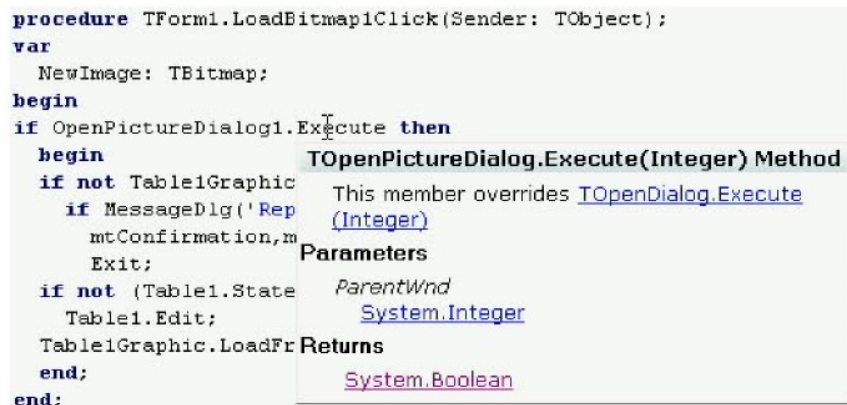 procedure TForm1.LoadBitmap1Click(Sender: TObject);
var
NewImage: TBitmap;
begin
if OpenPictureDialog1.Execute then
begin
if not Table1Graphic
if MessageDlg('Rep
mtConfirmation,m
Exit;
if not (Table1.State
Table1.Edit;
Table1Graphic.LoadFr
end;
end;
TOpenPictureDialog.Execute(Integer) Method
This member overrides TOpenDialog.Execute
(Integer)
Parameters
ParentWnd
System.Integer
Returns
System.Boolean